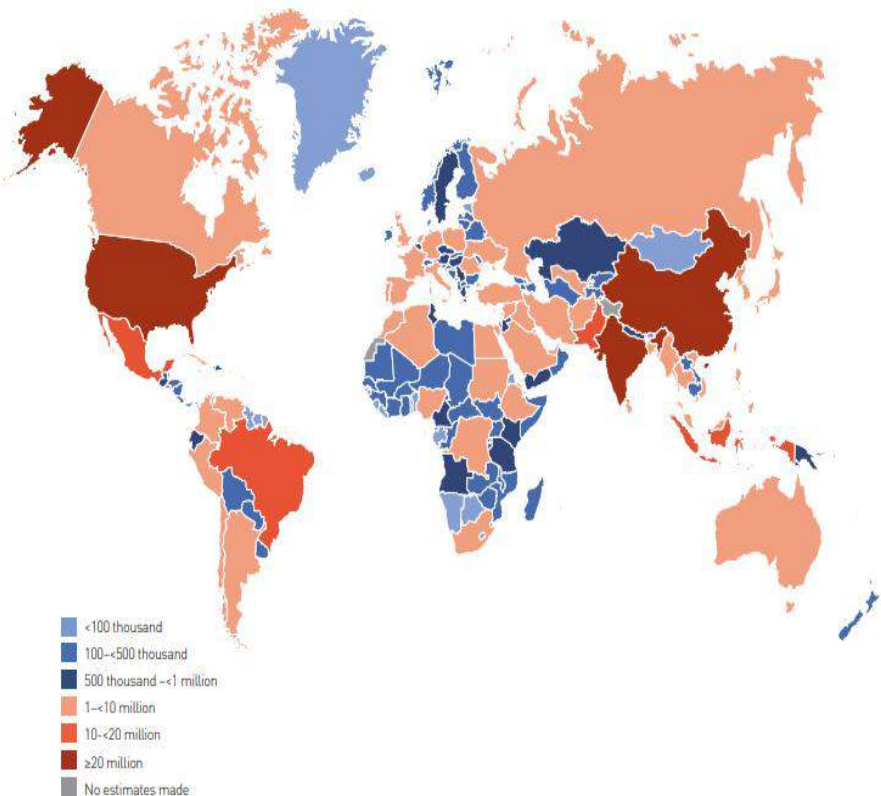 <100 thousand
100-<500 thousand
500 thousand –<1 million
1–<10 million
10-<20 million
≥20 million
No estimates made